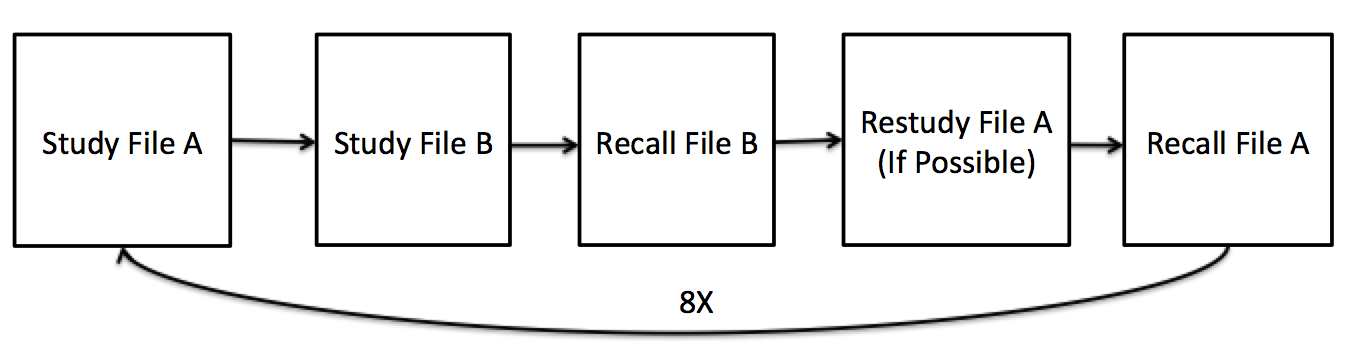 Study File A
Study File B
Recall File B
Restudy File A
(If Possible)
Recall File A
8X